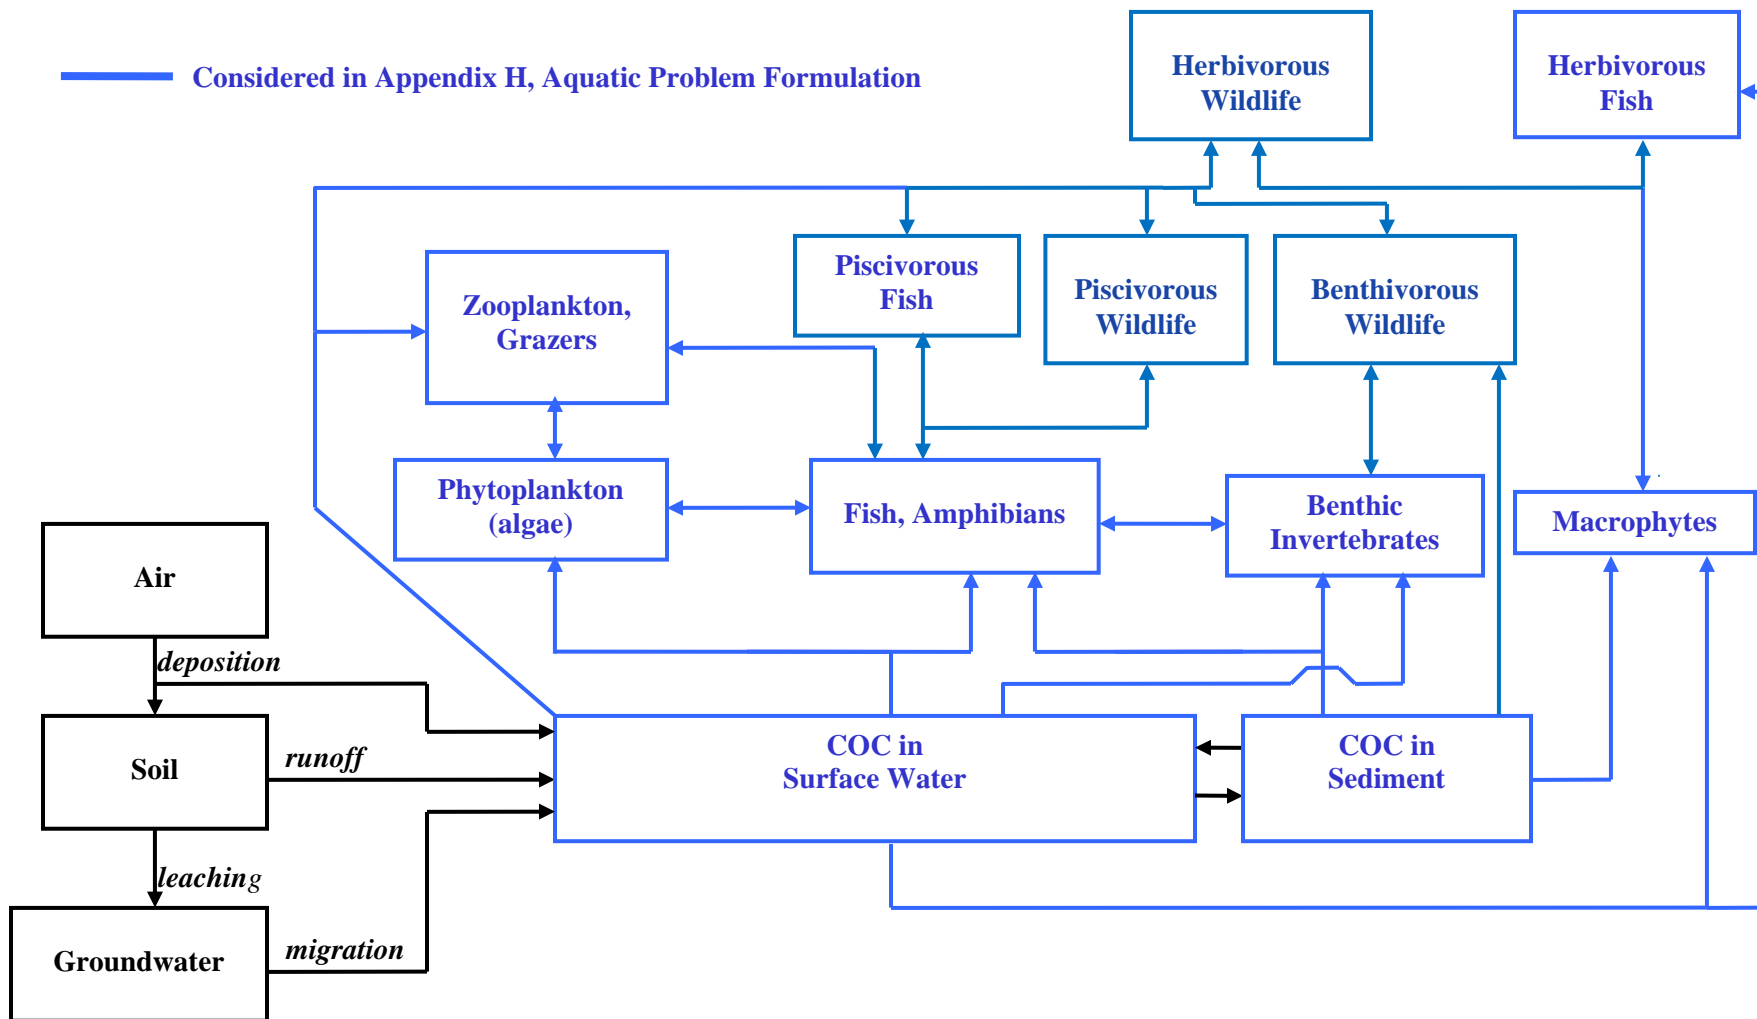 Herbivorous
Wildlife
Herbivorous
Fish
Considered in Appendix H, Aquatic Problem Formulation
Piscivorous
Fish
Piscivorous
Wildlife
Benthivorous
Wildlife
Zooplankton,
Grazers
Phytoplankton
(algae)
Fish, Amphibians
Benthic
Invertebrates
Macrophytes
Air
deposition
Soil
runoff
COC in
Surface Water
COC in
Sediment
leaching
Groundwater
migration